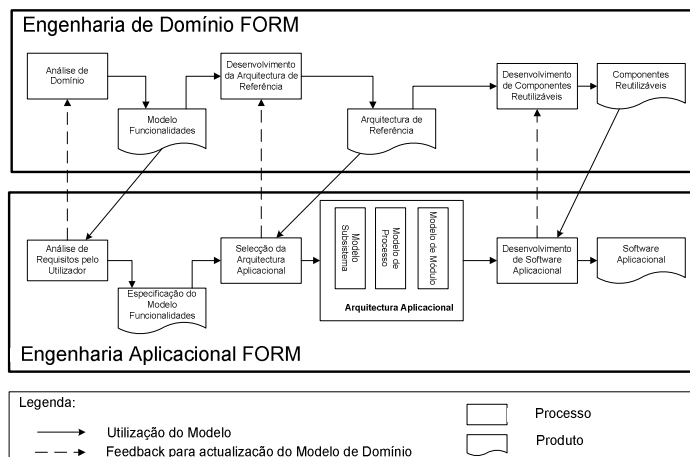 Engenharia de Domínio FORM
Análise de
Domínio
Modelo
Funcionalidades
Desenvolvimento
da Arquitectura de
Referência
Arquitectura de
Referência
Desenvolvimento
de Componentes
Reutilizáveis
Componentes
Reutilizáveis
Análise de
Requisitos pelo
Utilizador
Especificação do
Modelo
Funcionalidades
Selecção da
Arquitectura
Aplicacional
Modelo
Subsistema
Modelo de
Processo
Modelo de Módulo
Arquitectura Aplicacional
Desenvolvimento
de Software
Aplicacional
Software
Aplicacional
Engenharia Aplicacional FORM
Legenda:
Utilização do Modelo
Feedback para actualização do Modelo de Domínio
Processo
Produto